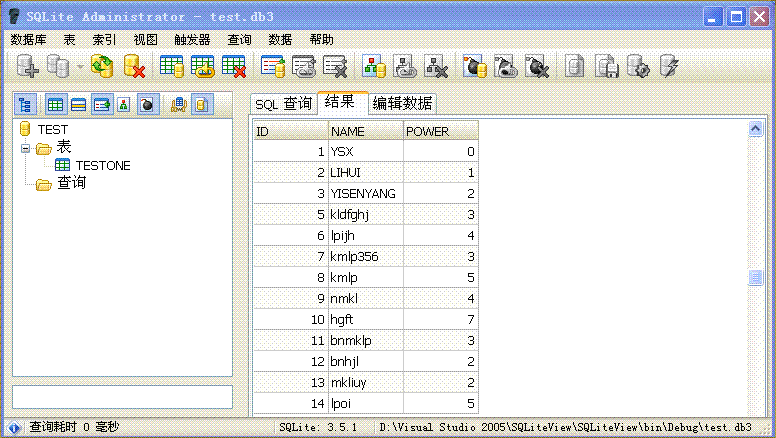 SQLite Administrator - test.db3
数据库 表 索引 视图 触发器 查询 数据 帮助
TEST
表
TESTONE
查询
SQL 查询 结果 编辑数据
ID NAME POWER
1 YSX 0
2 LIHUI 1
3 YISENYANG 2
5 kldfghj 3
6 lpijh 4
7 kmlp356 3
8 kmlp 5
9 nmkl 4
10 hgft 7
11 bnmklp 3
12 bnhjl 2
13 mkliuy 2
14 lpoi 5
查询耗时 0 毫秒 SQLite: 3.5.1 D:\Visual Studio 2005\SQLiteView\SQLiteView\bin\Debug\test.db3